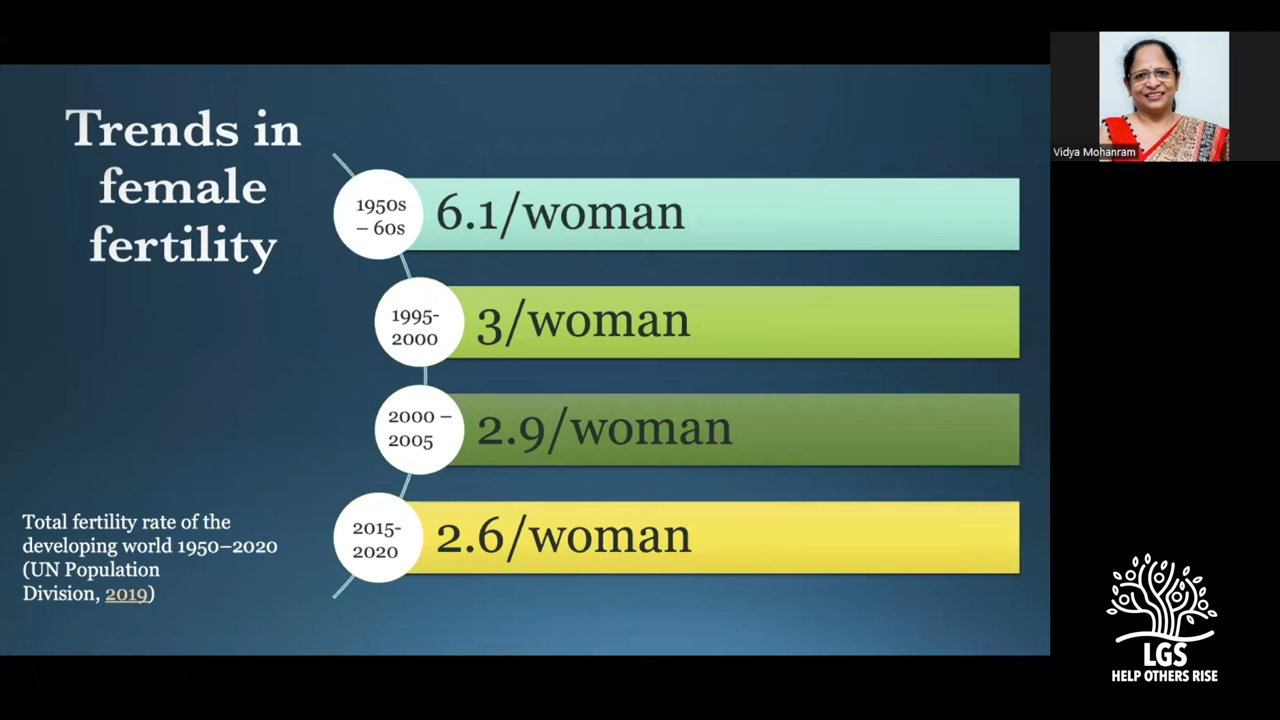 Trends in
female
fertility
1950s
– 60s
6.1/woman
1995-
2000
3/woman
2000 –
2005
2.9/woman
2015-
2020
2.6/woman
Total fertility rate of the
developing world 1950–2020
(UN Population
Division, 2019)
Vidya Mohanram
LGS
HELP OTHERS RISE